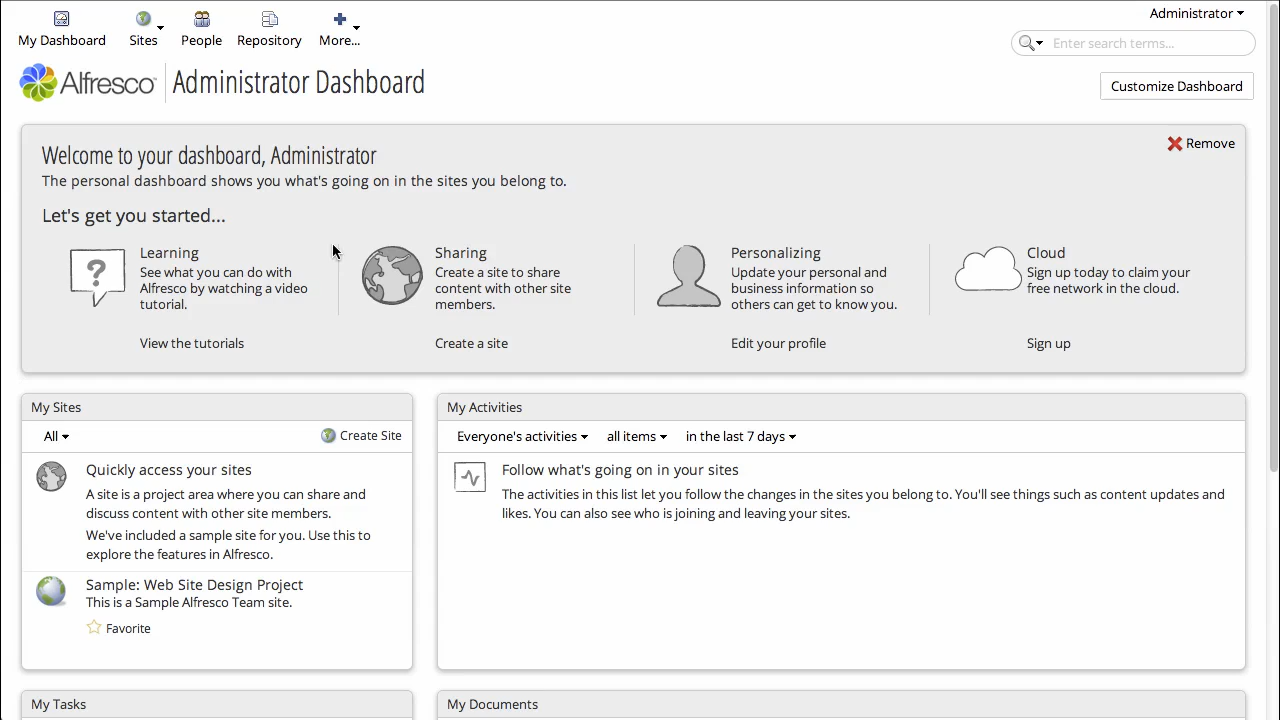 Administrator
My Dashboard
Sites
People
Repository
More...
Enter search terms...
Alfresco
Administrator Dashboard
Customize Dashboard
Welcome to your dashboard, Administrator
Remove
The personal dashboard shows you what's going on in the sites you belong to.
Let's get you started...
Learning
See what you can do with
Alfresco by watching a video
tutorial.
View the tutorials
Sharing
Create a site to share
content with other site
members.
Create a site
Personalizing
Update your personal and
business information so
others can get to know you.
Edit your profile
Cloud
Sign up today to claim your
free network in the cloud.
Sign up
My Sites
All
Create Site
Quickly access your sites
A site is a project area where you can share and
discuss content with other site members.
We've included a sample site for you. Use this to
explore the features in Alfresco.
Sample: Web Site Design Project
This is a Sample Alfresco Team site.
Favorite
My Activities
Everyone's activities
all items
in the last 7 days
Follow what's going on in your sites
The activities in this list let you follow the changes in the sites you belong to. You'll see things such as content updates and
likes. You can also see who is joining and leaving your sites.
My Tasks
My Documents